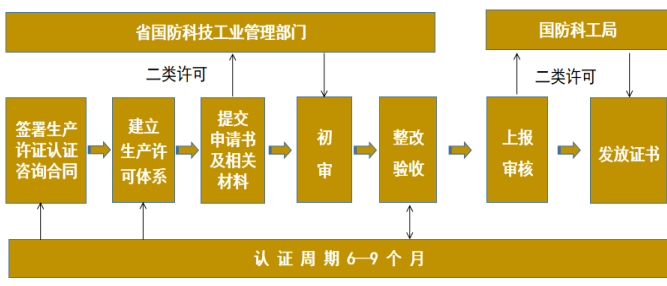 省国防科技工业管理部门
国防科工局
二类许可
二类许可
签署生产
许证认证
咨询合同
建立
生产许
可体系
提交
申请书
及相关
材料
初
审
整改
验收
上报
审核
发放证书
认证周期6—9个月